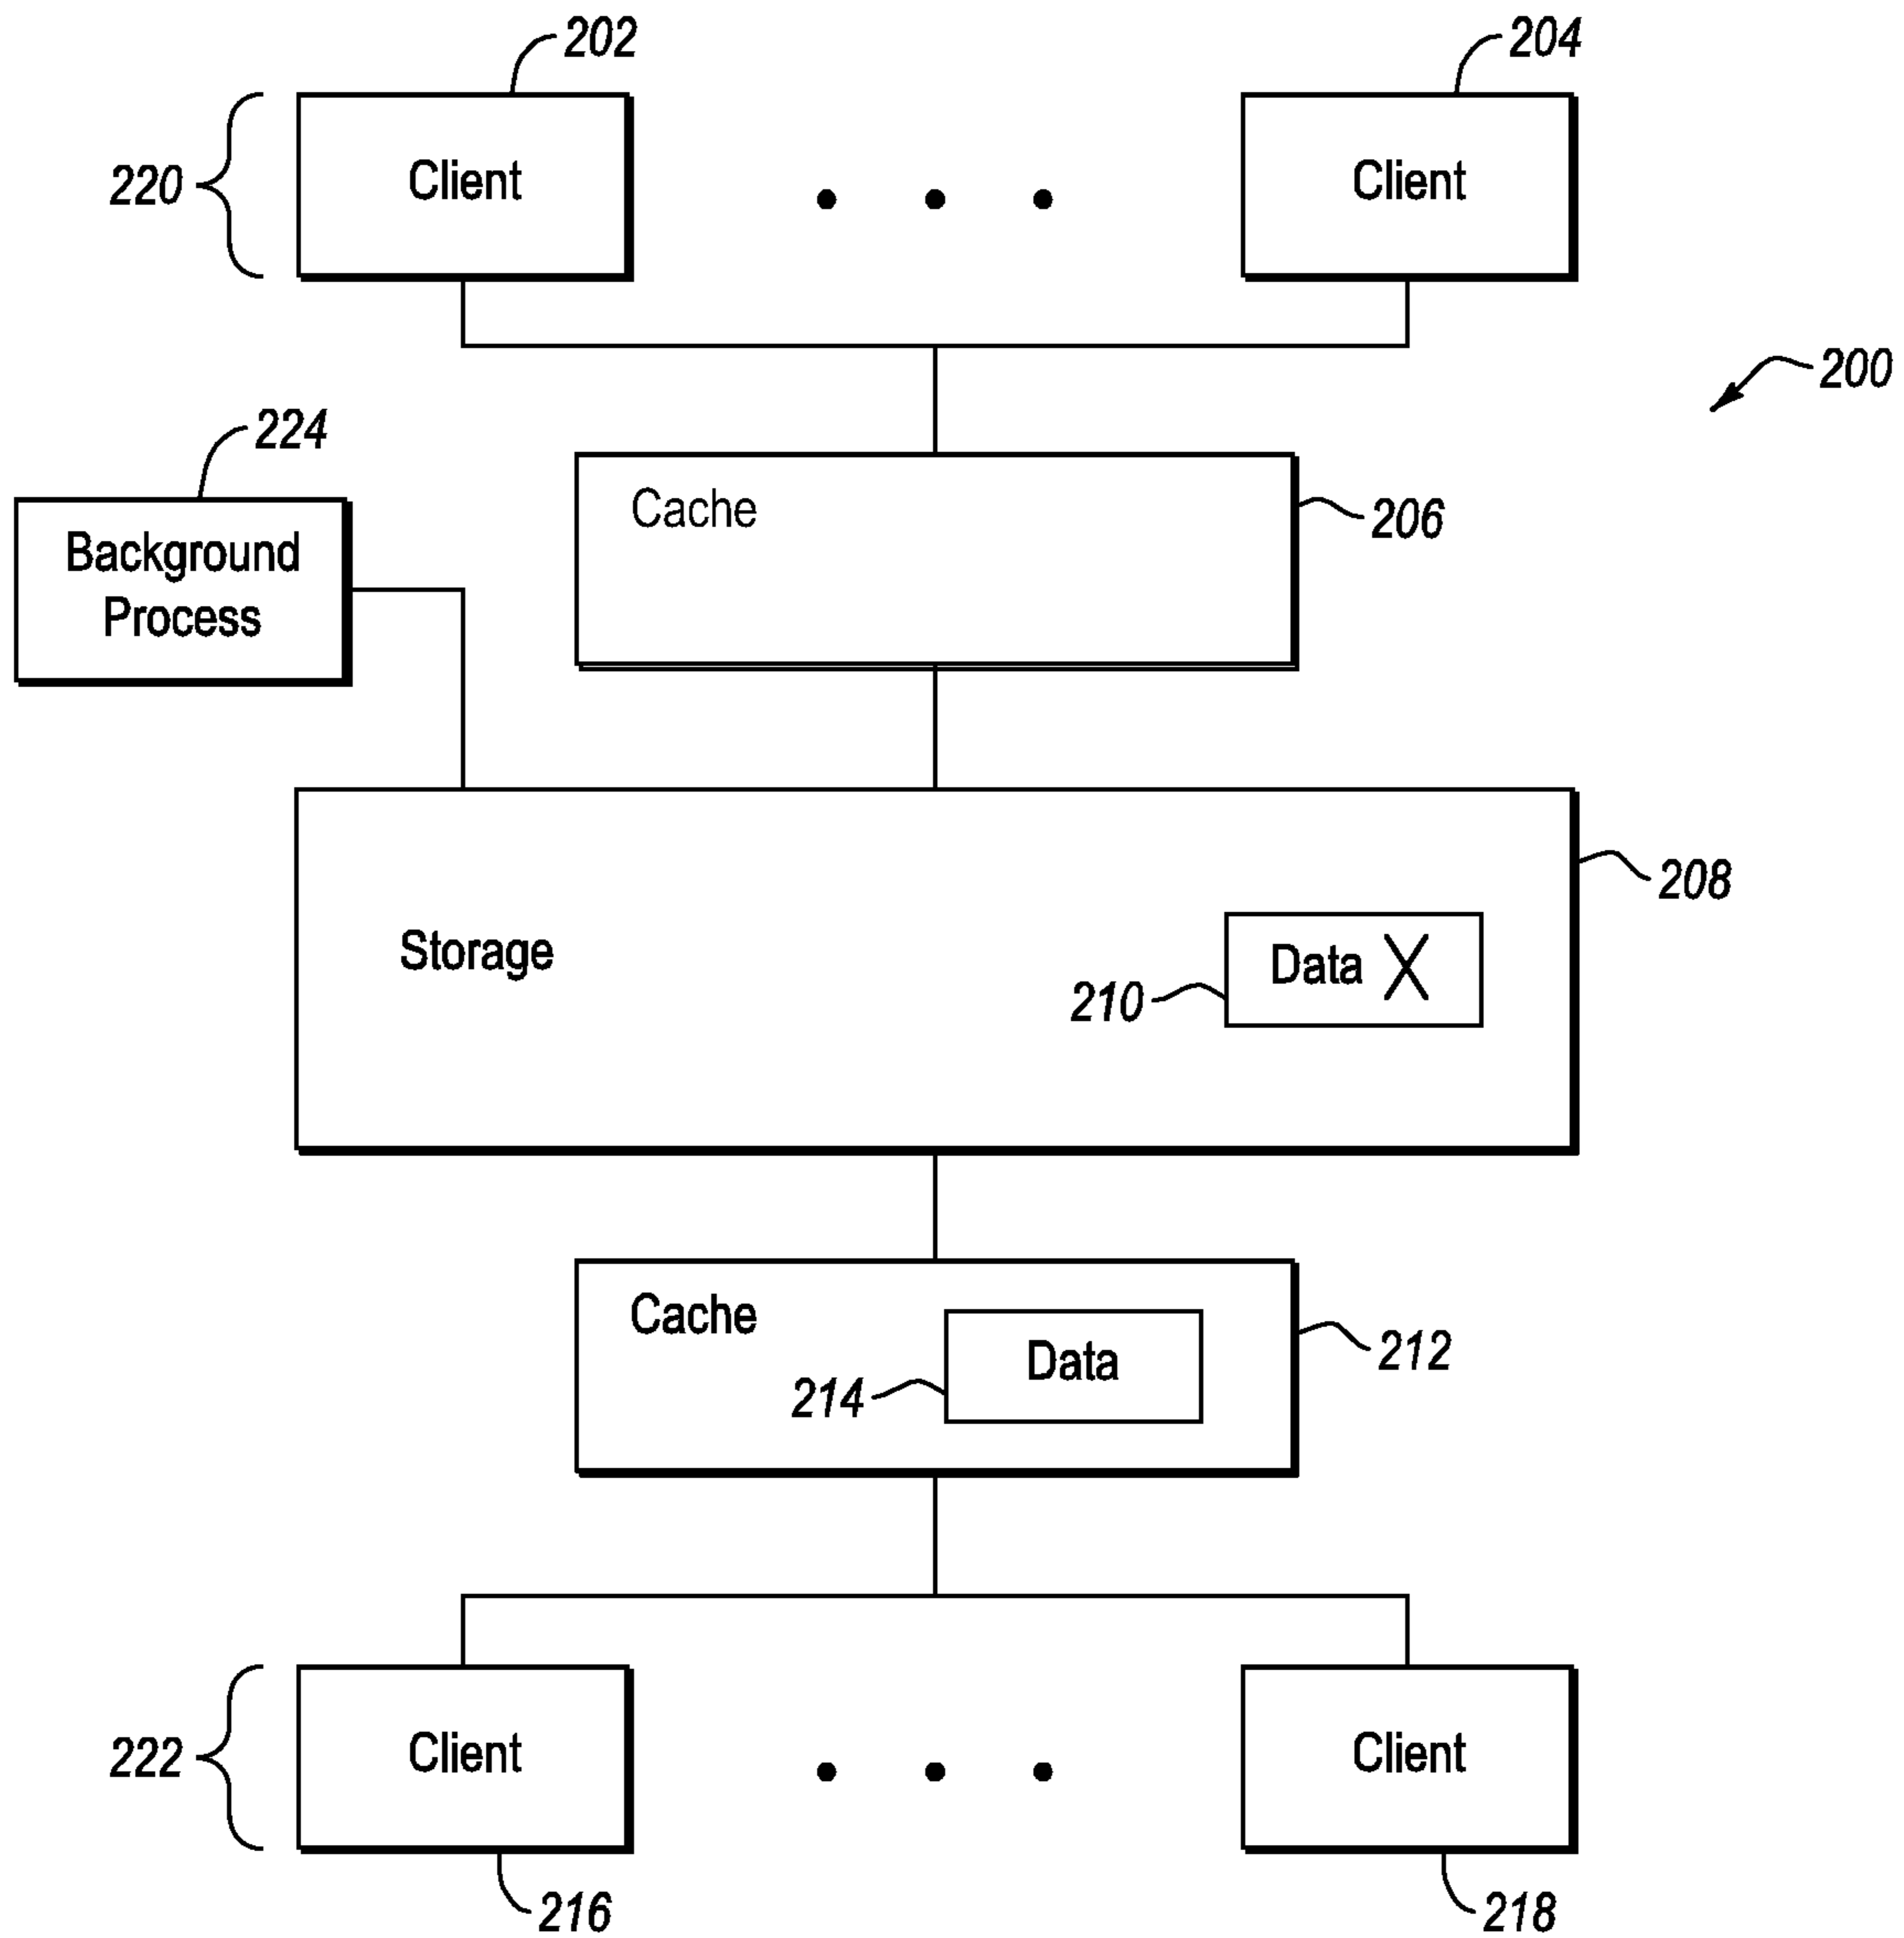 202
204
220
Client
Client
200
224
Cache
206
Background
Process
208
Storage
Data X
210
Cache
212
Data
214
222
Client
Client
216
218